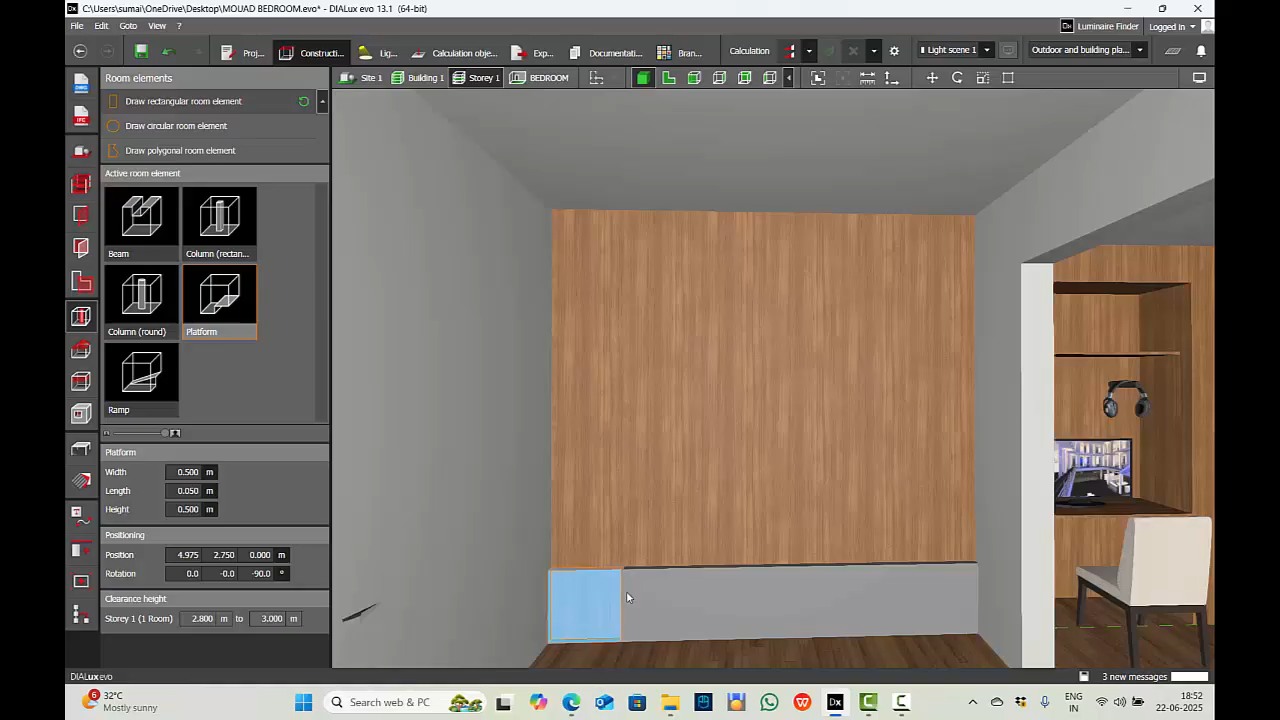 C:\Users\sumai\OneDrive\Desktop\MOUAD BEDROOM.evo* - DIALux evo 13.1 (64-bit)
File Edit Goto View ?
Dx Luminaire Finder Logged in
Proj... Constructi... Lig... Calculation obje... Exp... Documentati... Bran... Calculation Light scene 1 Outdoor and building pla...
Room elements
Site 1 Building 1 Storey 1 BEDROOM
Draw rectangular room element
Draw circular room element
Draw polygonal room element
Active room element
Beam
Column (rectan...
Column (round)
Platform
Ramp
Platform
Width 0.500 m
Length 0.050 m
Height 0.500 m
Positioning
Position 4.975 2.750 0.000 m
Rotation 0.0 -0.0 -90.0 °
Clearance height
Storey 1 (1 Room) 2.800 m to 3.000 m
DWG
IFC
DIALux evo
3 new messages
6
32°C
Mostly sunny
Search web & PC
Dx
ENG
IN
18:52
22-06-2025